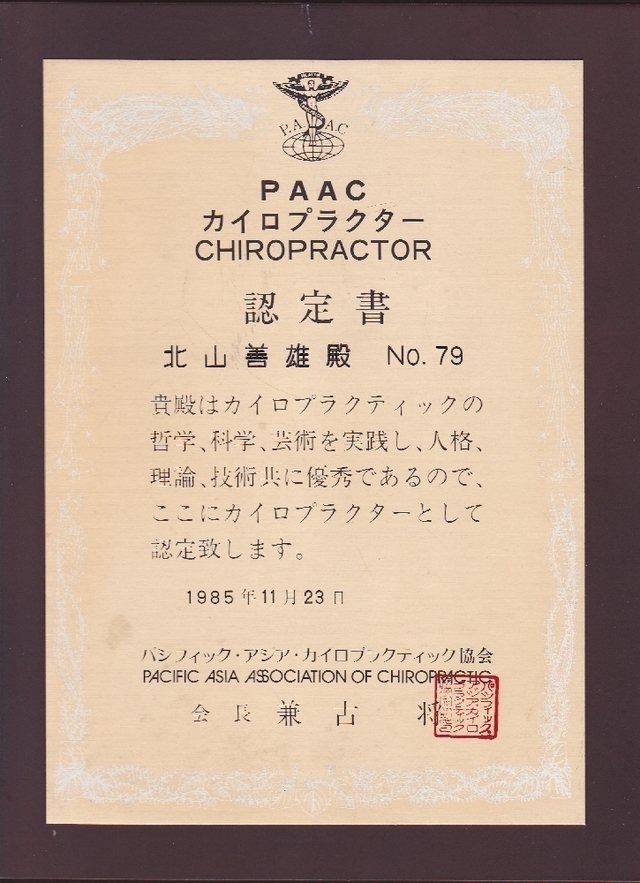 P.A.A.C
PAAC
カイロプラクター
CHIROPRACTOR
認定書
北山善雄殿 No. 79
貴殿はカイロプラクティックの
哲学、科学、芸術を実践し、人格、
理論、技術共に優秀であるので、
ここにカイロプラクターとして
認定致します。
1985年11月23日
パシフィック・アジア・カイロプラクティック協会
PACIFIC ASIA ASSOCIATION OF CHIROPRACTIC
会長 兼古 将